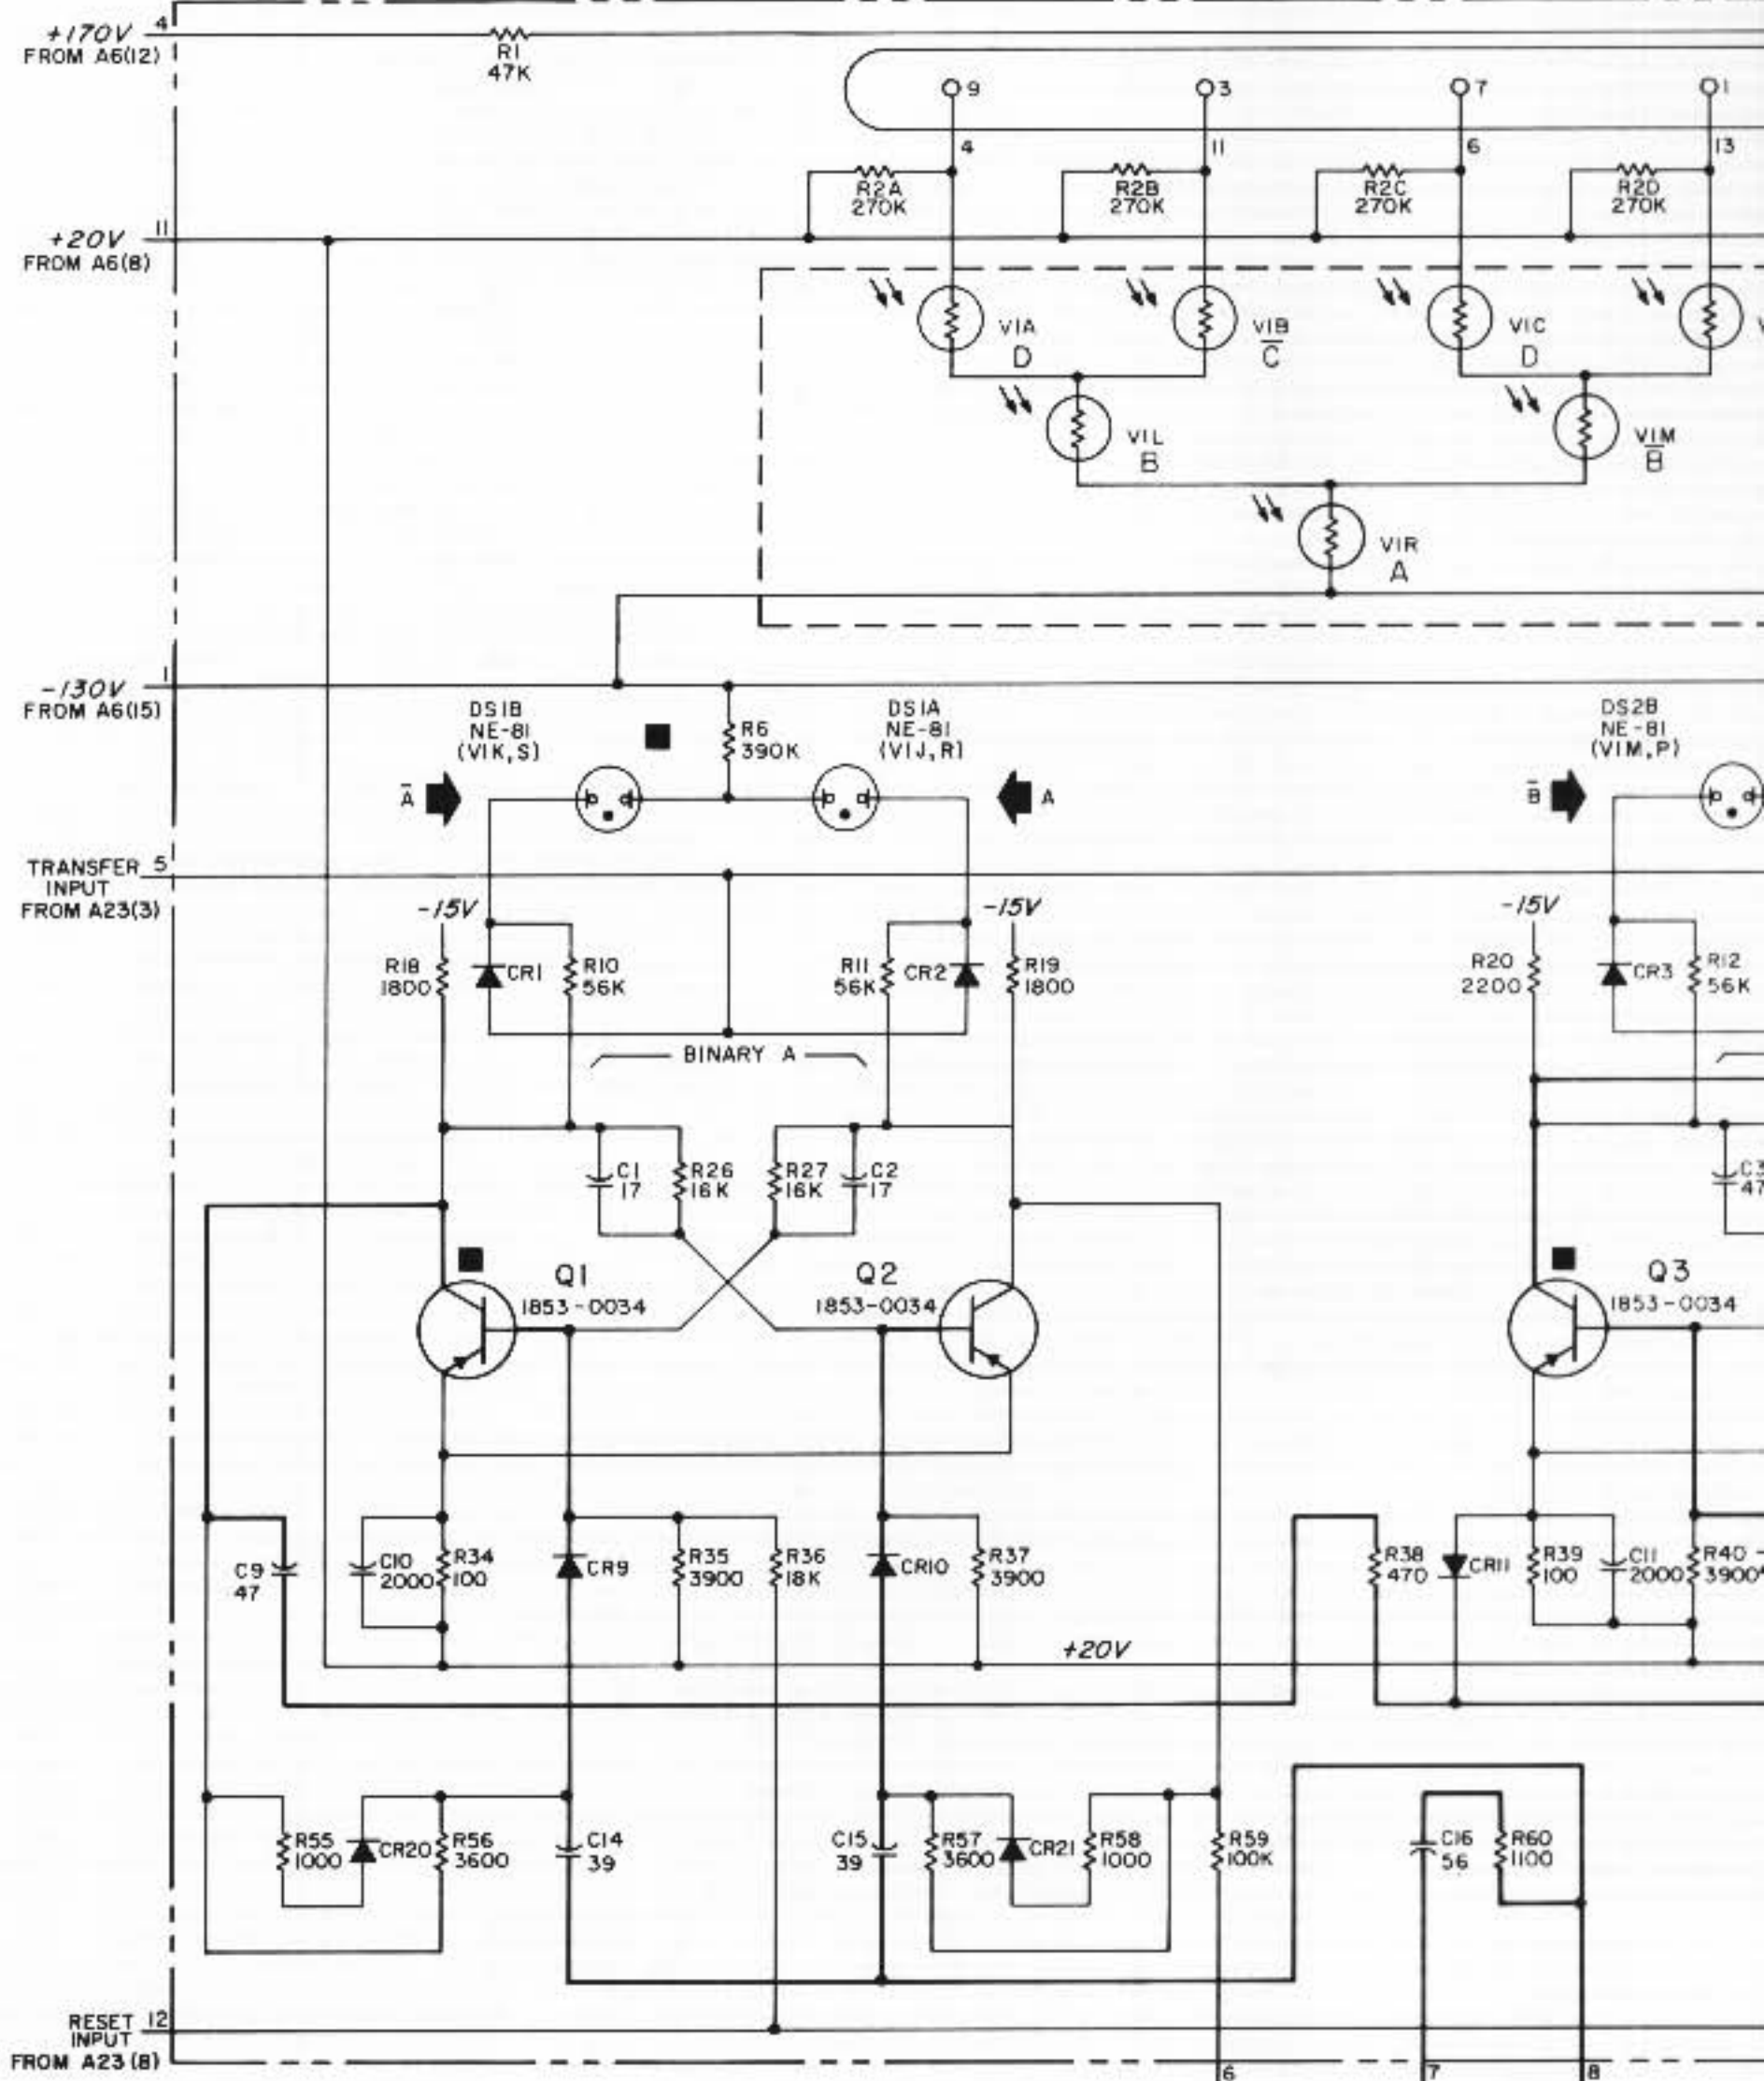 +170V 4
FROM A6(12)
R1
47K
9
3
7
1
4
11
6
13
R2A
270K
R2B
270K
R2C
270K
R2D
270K
+20V 11
FROM A6(8)
V1A
D
V1B
C̅
V1C
D
V1L
B
V1M
B̅
V1R
A
-130V 1
FROM A6(15)
DS1B
NE-81
(V1K,S)
R6
390K
DS1A
NE-81
(V1J,R)
DS2B
NE-81
(V1M,P)
A̅
A
B̅
TRANSFER 5
INPUT
FROM A23(3)
-15V
-15V
-15V
R18
1800
CR1
R10
56K
R11
56K
CR2
R19
1800
R20
2200
CR3
R12
56K
BINARY A
C1
17
R26
16K
R27
16K
C2
17
C3
47
Q1
1853-0034
Q2
1853-0034
Q3
1853-0034
C9
47
C10
2000
R34
100
CR9
R35
3900
R36
18K
CR10
R37
3900
R38
470
CR11
R39
100
C11
2000
R40
3900
+20V
R55
1000
CR20
R56
3600
C14
39
C15
39
R57
3600
CR21
R58
1000
R59
100K
C16
56
R60
1100
RESET 12
INPUT
FROM A23(8)
6
7
8